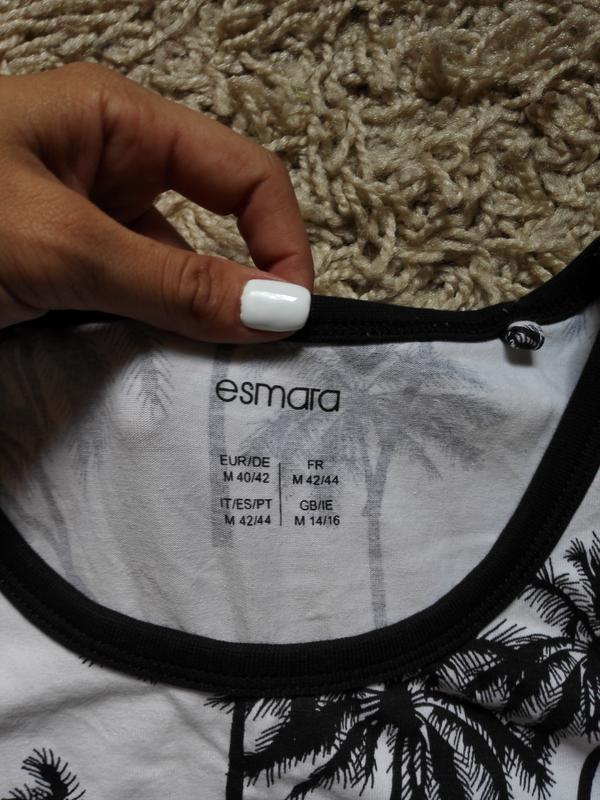 esmara
EUR/DE
M 40/42
FR
M 42/44
IT/ES/PT
M 42/44
GB/IE
M 14/16